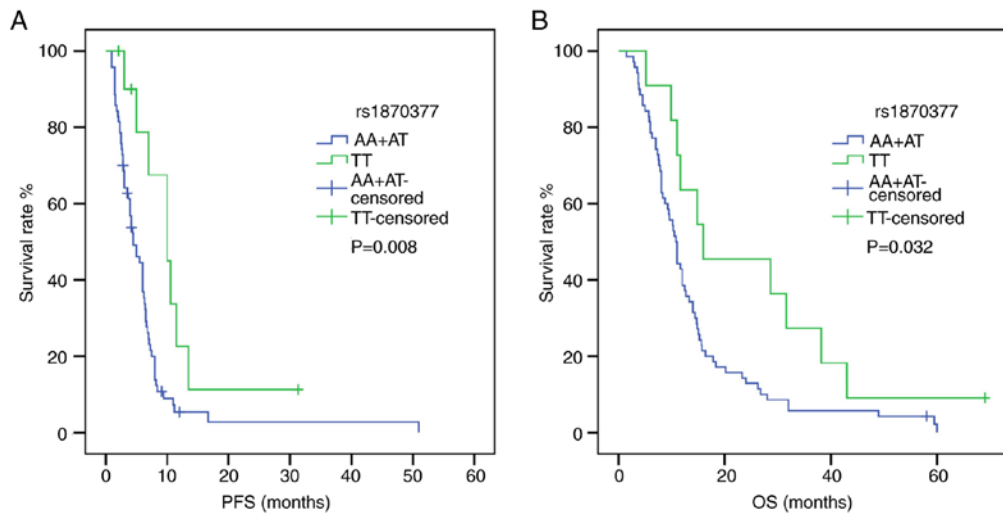 A
Survival rate %
100
80
60
40
20
0
rs1870377
AA+AT
TT
AA+AT-
censored
TT-censored
P=0.008
0 10 20 30 40 50 60
PFS (months)
B
Survival rate %
100
80
60
40
20
0
rs1870377
AA+AT
TT
AA+AT-
censored
TT-censored
P=0.032
0 20 40 60
OS (months)